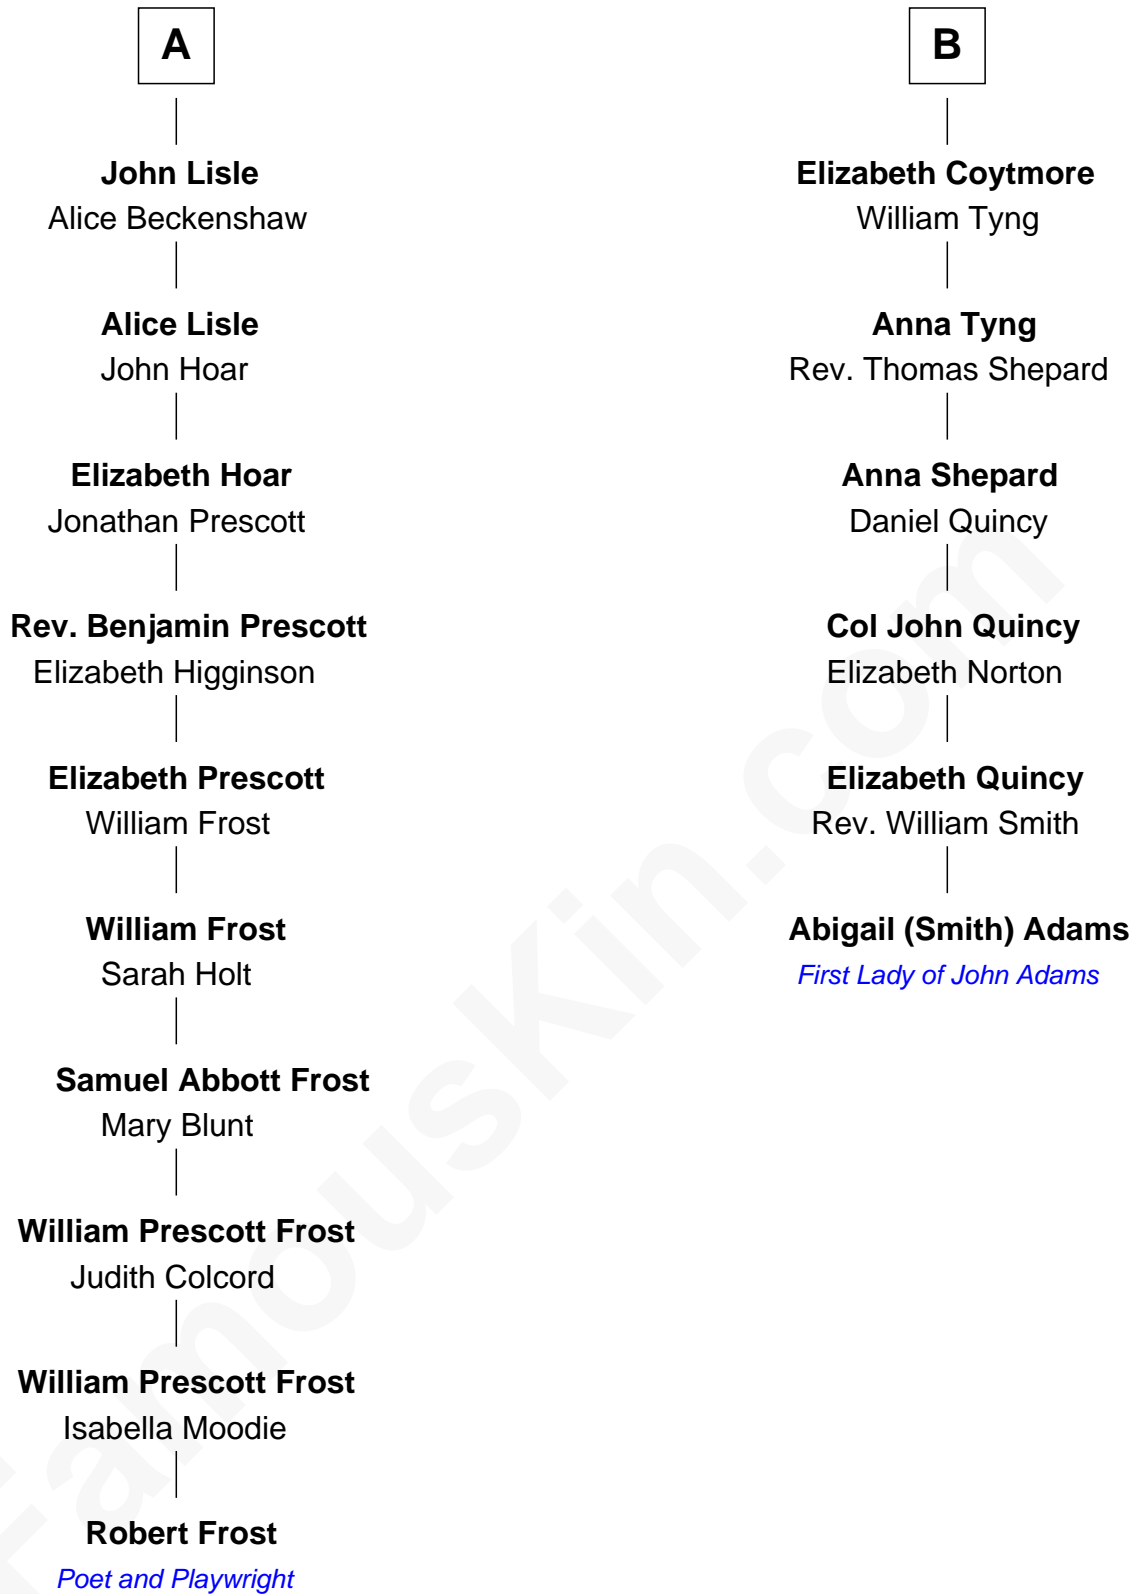 A
John Lisle
Alice Beckenshaw
Alice Lisle
John Hoar
Elizabeth Hoar
Jonathan Prescott
Rev. Benjamin Prescott
Elizabeth Higginson
Elizabeth Prescott
William Frost
William Frost
Sarah Holt
Samuel Abbott Frost
Mary Blunt
William Prescott Frost
Judith Colcord
William Prescott Frost
Isabella Moodie
Robert Frost
Poet and Playwright
B
Elizabeth Coytmore
William Tyng
Anna Tyng
Rev. Thomas Shepard
Anna Shepard
Daniel Quincy
Col John Quincy
Elizabeth Norton
Elizabeth Quincy
Rev. William Smith
Abigail (Smith) Adams
First Lady of John Adams
FamousKin.com